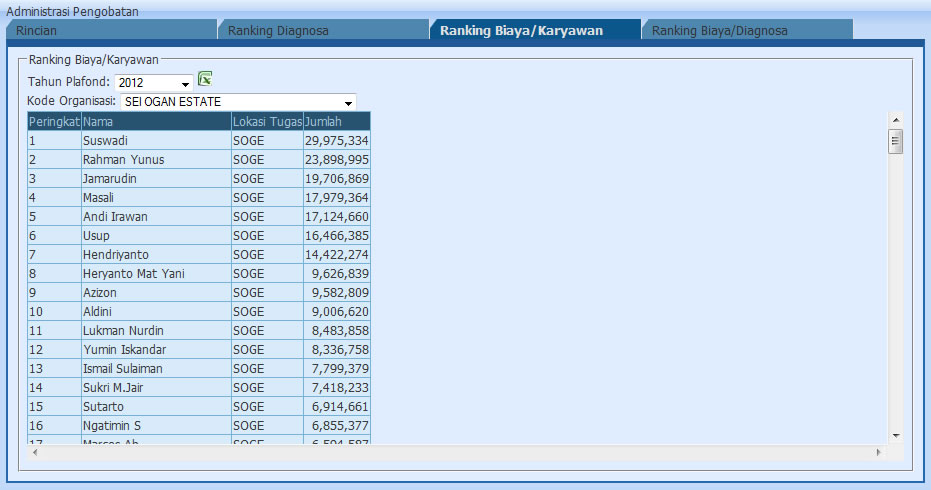 Administrasi Pengobatan
Rincian Ranking Diagnosa Ranking Biaya/Karyawan Ranking Biaya/Diagnosa
Ranking Biaya/Karyawan
Tahun Plafond: 2012
Kode Organisasi: SEI OGAN ESTATE
Peringkat Nama Lokasi Tugas Jumlah
1 Suswadi SOGE 29,975,334
2 Rahman Yunus SOGE 23,898,995
3 Jamarudin SOGE 19,706,869
4 Masali SOGE 17,979,364
5 Andi Irawan SOGE 17,124,660
6 Usup SOGE 16,466,385
7 Hendriyanto SOGE 14,422,274
8 Heryanto Mat Yani SOGE 9,626,839
9 Azizon SOGE 9,582,809
10 Aldini SOGE 9,006,620
11 Lukman Nurdin SOGE 8,483,858
12 Yumin Iskandar SOGE 8,336,758
13 Ismail Sulaiman SOGE 7,799,379
14 Sukri M.Jair SOGE 7,418,233
15 Sutarto SOGE 6,914,661
16 Ngatimin S SOGE 6,855,377
17 SOGE